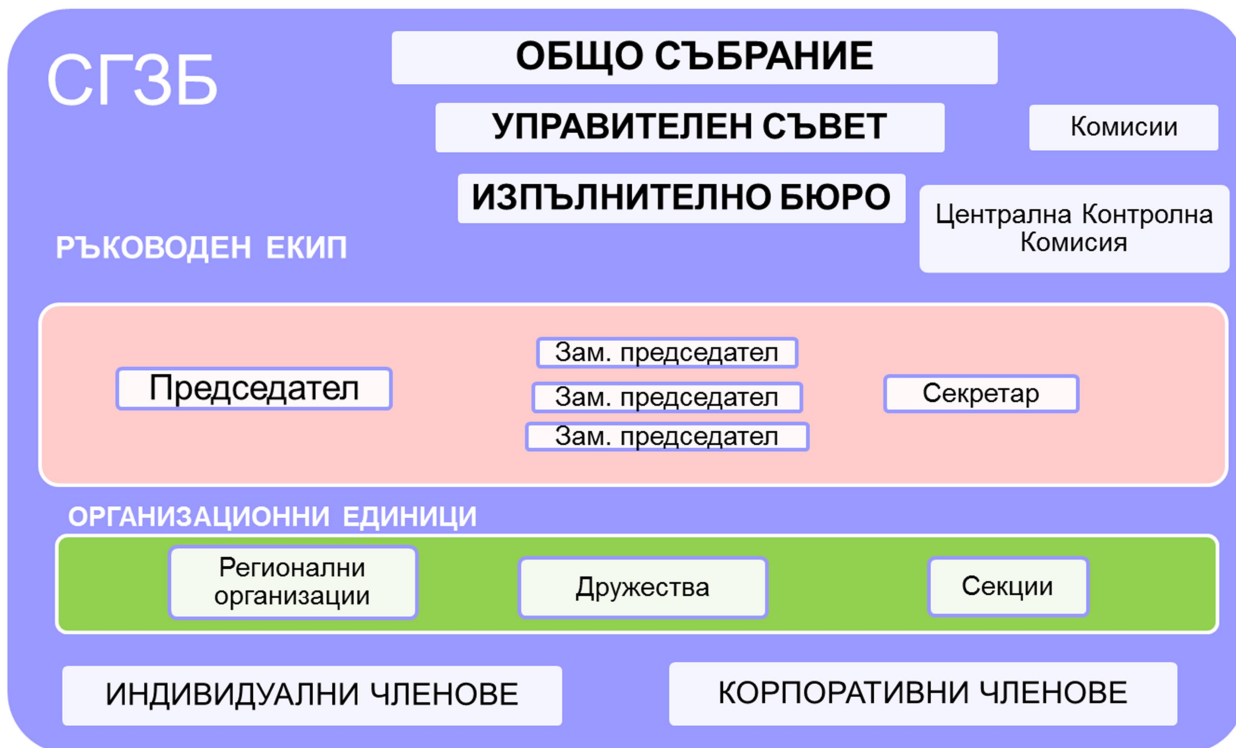 СГЗБ
ОБЩО СЪБРАНИЕ
УПРАВИТЕЛЕН СЪВЕТ
Комисии
ИЗПЪЛНИТЕЛНО БЮРО
Централна Контролна
Комисия
РЪКОВОДЕН ЕКИП
Председател
Зам. председател
Зам. председател
Зам. председател
Секретар
ОРГАНИЗАЦИОННИ ЕДИНИЦИ
Регионални
организации
Дружества
Секции
ИНДИВИДУАЛНИ ЧЛЕНОВЕ
КОРПОРАТИВНИ ЧЛЕНОВЕ